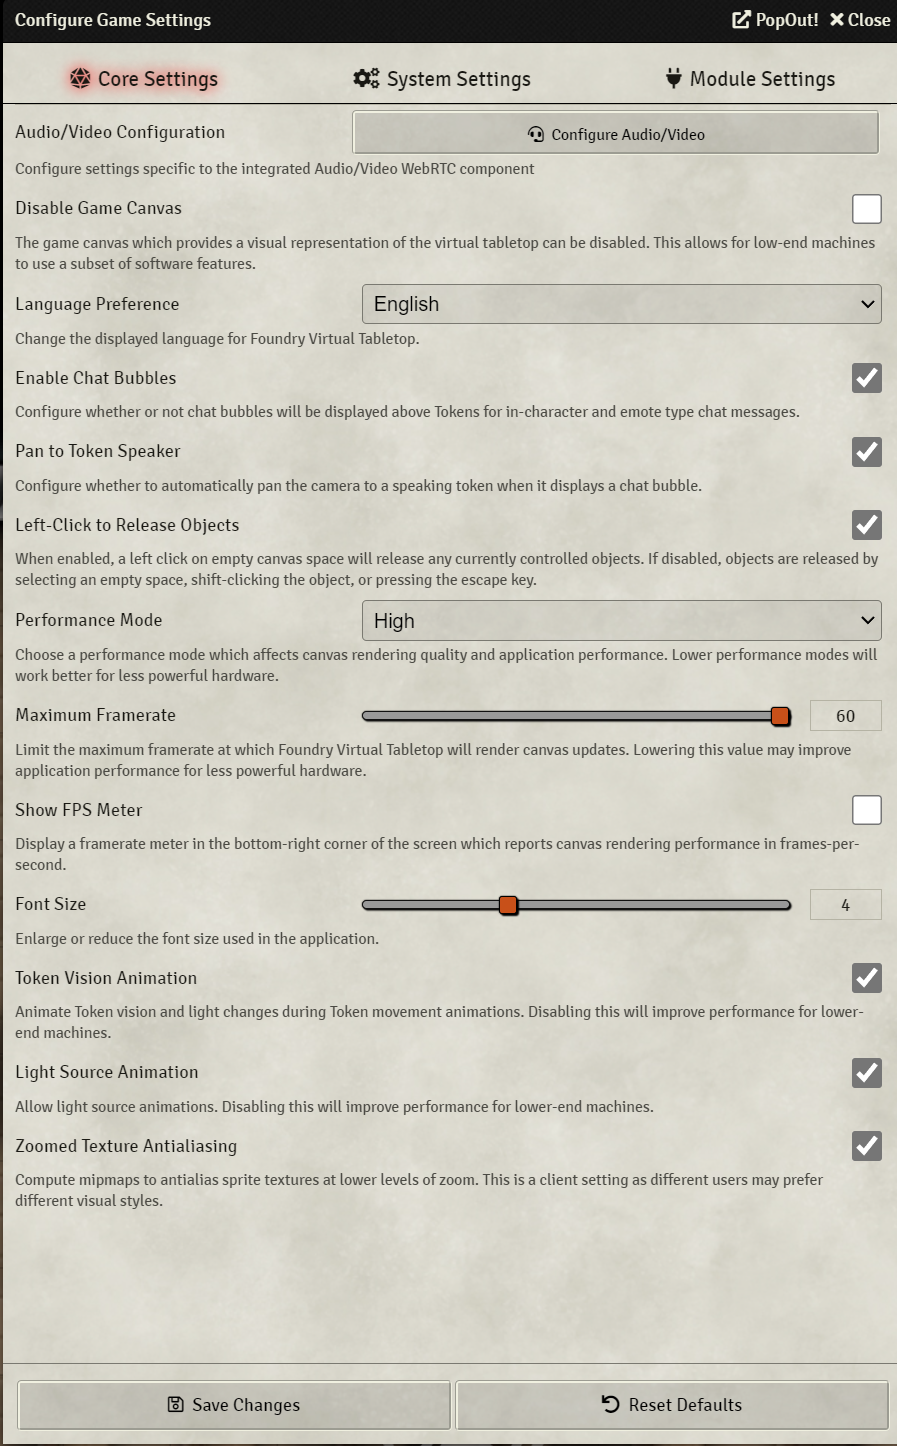 Configure Game Settings PopOut! Close
Core Settings System Settings Module Settings
Audio/Video Configuration Configure Audio/Video
Configure settings specific to the integrated Audio/Video WebRTC component
Disable Game Canvas
The game canvas which provides a visual representation of the virtual tabletop can be disabled. This allows for low-end machines
to use a subset of software features.
Language Preference English
Change the displayed language for Foundry Virtual Tabletop.
Enable Chat Bubbles
Configure whether or not chat bubbles will be displayed above Tokens for in-character and emote type chat messages.
Pan to Token Speaker
Configure whether to automatically pan the camera to a speaking token when it displays a chat bubble.
Left-Click to Release Objects
When enabled, a left click on empty canvas space will release any currently controlled objects. If disabled, objects are released by
selecting an empty space, shift-clicking the object, or pressing the escape key.
Performance Mode High
Choose a performance mode which affects canvas rendering quality and application performance. Lower performance modes will
work better for less powerful hardware.
Maximum Framerate 60
Limit the maximum framerate at which Foundry Virtual Tabletop will render canvas updates. Lowering this value may improve
application performance for less powerful hardware.
Show FPS Meter
Display a framerate meter in the bottom-right corner of the screen which reports canvas rendering performance in frames-per-
second.
Font Size 4
Enlarge or reduce the font size used in the application.
Token Vision Animation
Animate Token vision and light changes during Token movement animations. Disabling this will improve performance for lower-
end machines.
Light Source Animation
Allow light source animations. Disabling this will improve performance for lower-end machines.
Zoomed Texture Antialiasing
Compute mipmaps to antialias sprite textures at lower levels of zoom. This is a client setting as different users may prefer
different visual styles.
Save Changes Reset Defaults